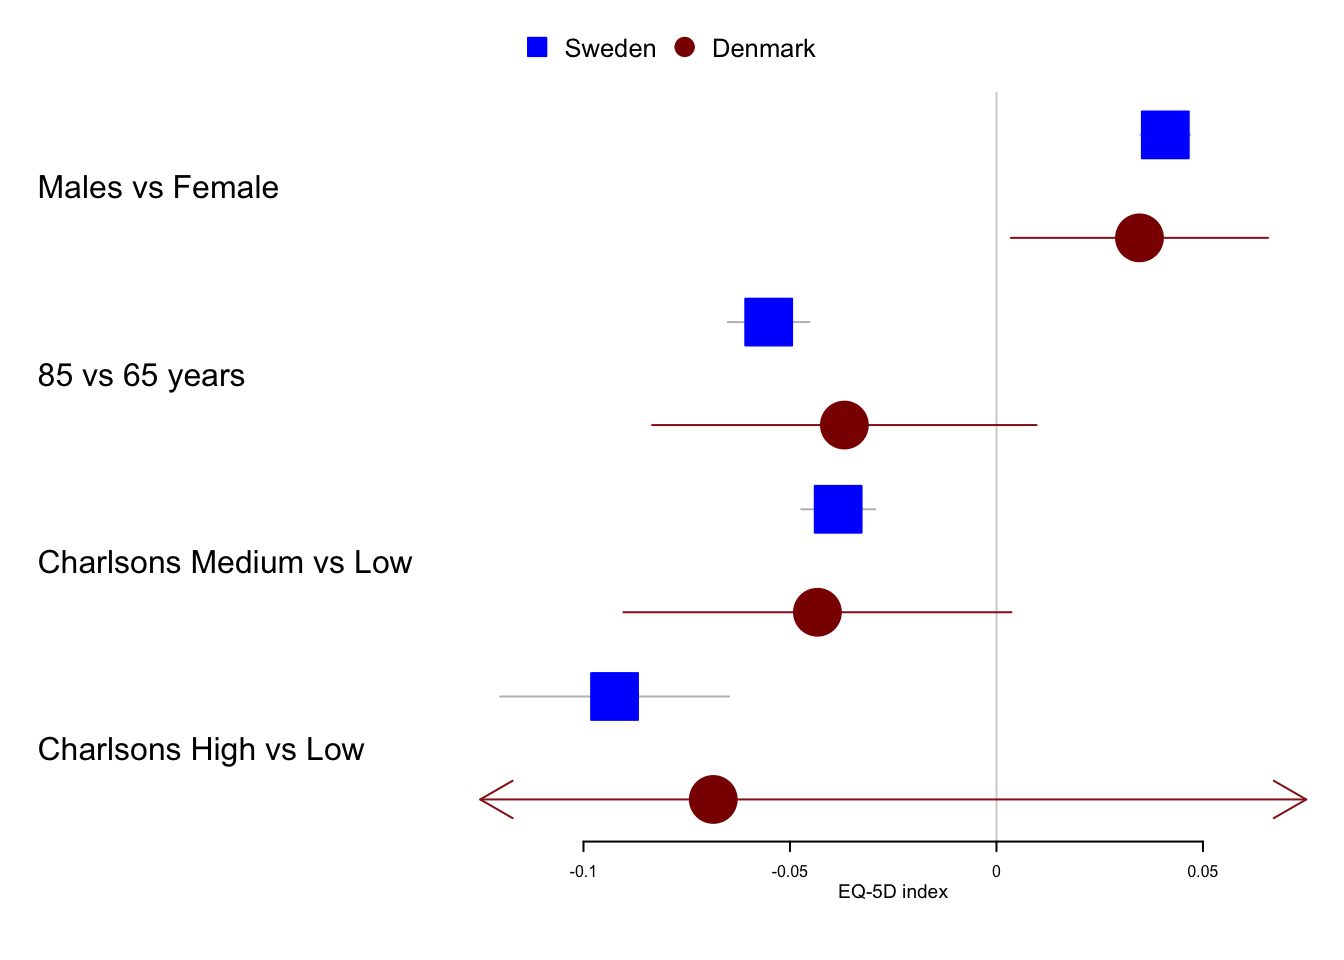 Sweden Denmark
Males vs Female
85 vs 65 years
Charlsons Medium vs Low
Charlsons High vs Low
-0.1 -0.05 0 0.05
EQ-5D index